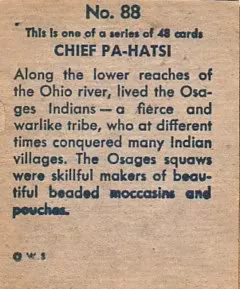 No. 88
This is one of a series of 48 cards
CHIEF PA-HATSI
Along the lower reaches of
the Ohio river, lived the Osa-
ges Indians — a fierce and
warlike tribe, who at different
times conquered many Indian
villages. The Osages squaws
were skillful makers of beau-
tiful beaded moccasins and
pouches.
W.S